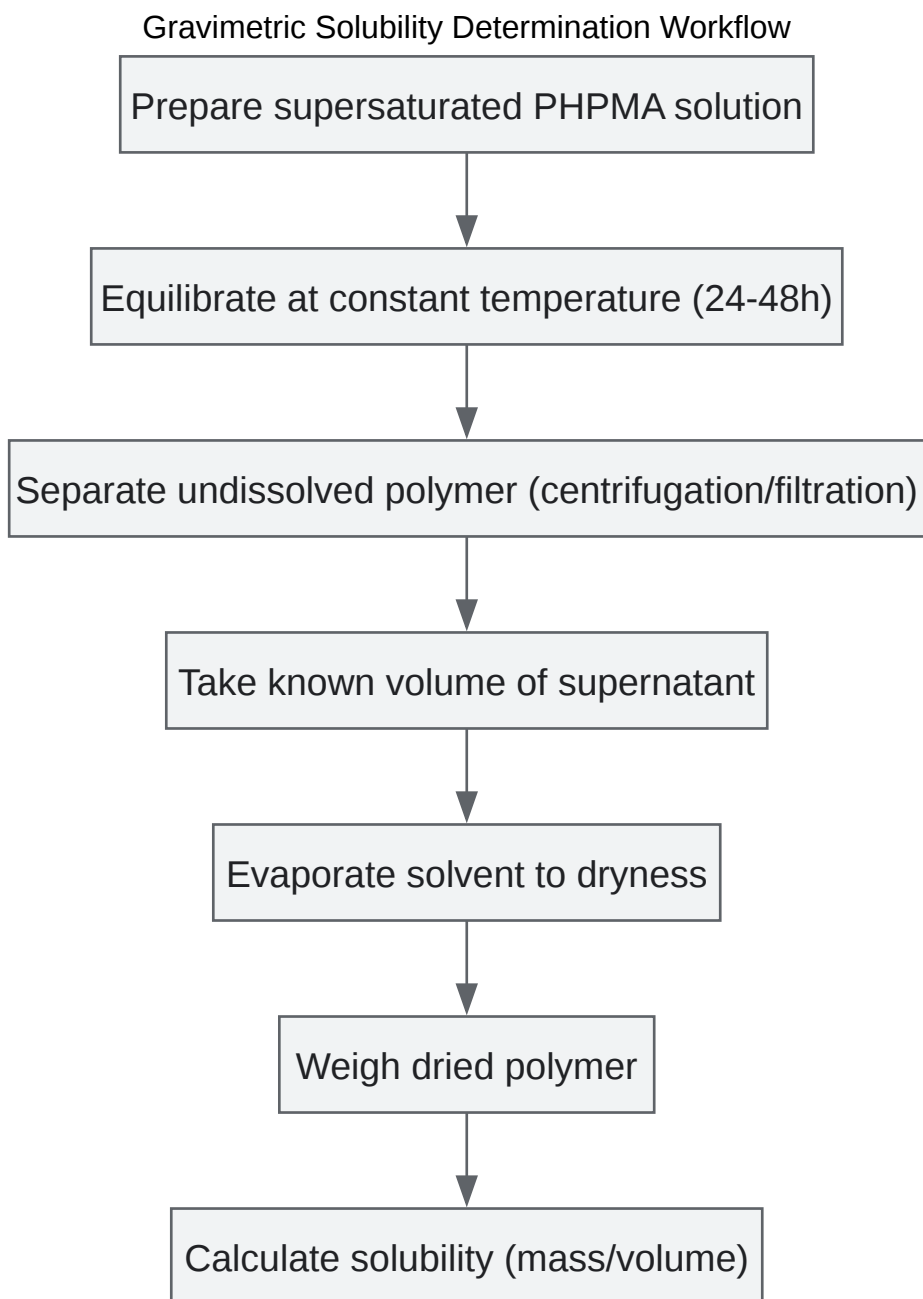 Gravimetric Solubility Determination Workflow
Prepare supersaturated PHPMA solution
Equilibrate at constant temperature (24-48h)
Separate undissolved polymer (centrifugation/filtration)
Take known volume of supernatant
Evaporate solvent to dryness
Weigh dried polymer
Calculate solubility (mass/volume)